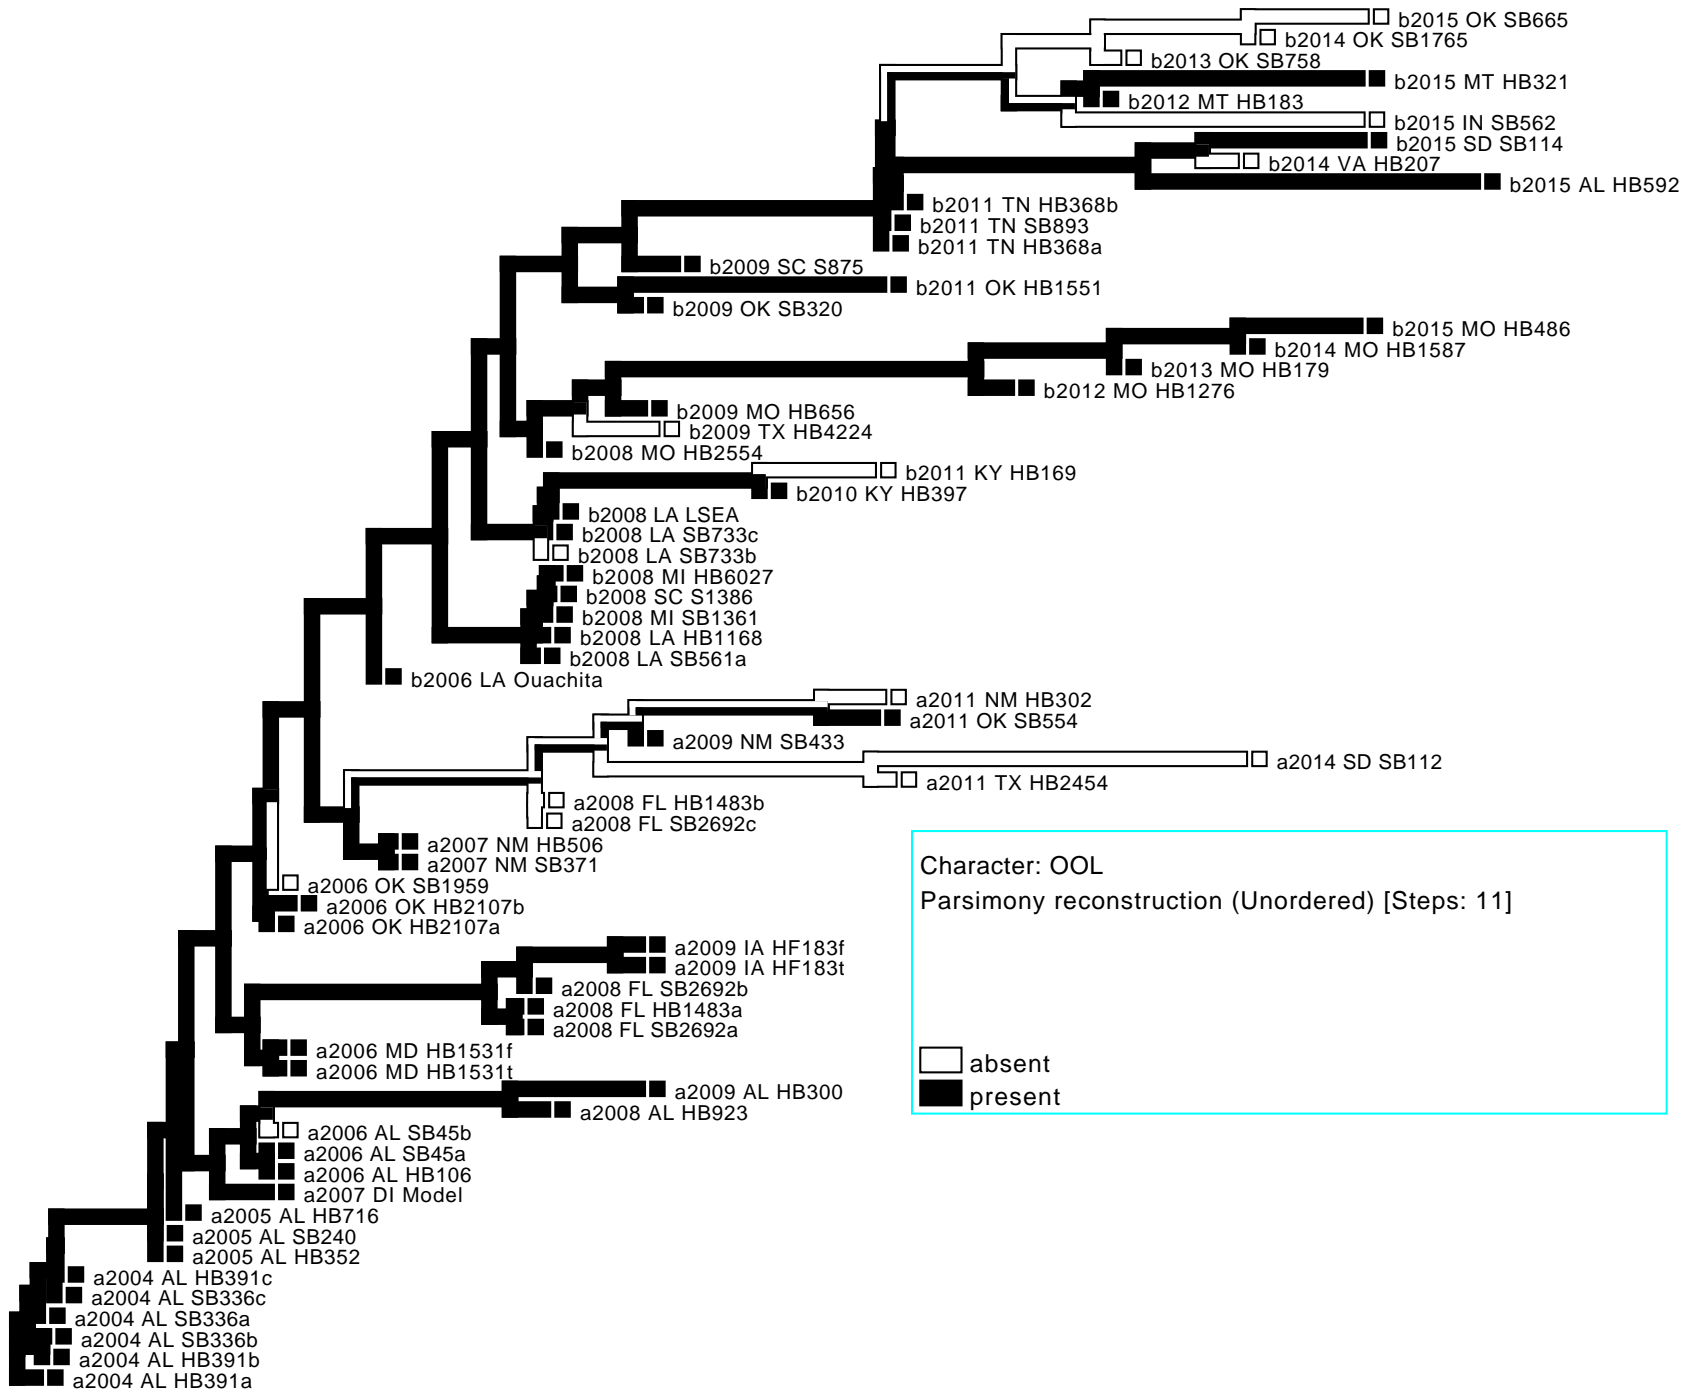 b2015 OK SB665
b2014 OK SB1765
b2013 OK SB758
b2015 MT HB321
b2012 MT HB183
b2015 IN SB562
b2015 SD SB114
b2014 VA HB207
b2015 AL HB592
b2011 TN HB368b
b2011 TN SB893
b2011 TN HB368a
b2009 SC S875
b2011 OK HB1551
b2009 OK SB320
b2015 MO HB486
b2014 MO HB1587
b2013 MO HB179
b2012 MO HB1276
b2009 MO HB656
b2009 TX HB4224
b2008 MO HB2554
b2011 KY HB169
b2010 KY HB397
b2008 LA LSEA
b2008 LA SB733c
b2008 LA SB733b
b2008 MI HB6027
b2008 SC S1386
b2008 MI SB1361
b2008 LA HB1168
b2008 LA SB561a
b2006 LA Ouachita
a2011 NM HB302
a2011 OK SB554
a2009 NM SB433
a2014 SD SB112
a2011 TX HB2454
a2008 FL HB1483b
a2008 FL SB2692c
a2007 NM HB506
a2007 NM SB371
a2006 OK SB1959
a2006 OK HB2107b
a2006 OK HB2107a
a2009 IA HF183f
a2009 IA HF183t
a2008 FL SB2692b
a2008 FL HB1483a
a2008 FL SB2692a
a2006 MD HB1531f
a2006 MD HB1531t
a2009 AL HB300
a2008 AL HB923
a2006 AL SB45b
a2006 AL SB45a
a2006 AL HB106
a2007 DI Model
a2005 AL HB716
a2005 AL SB240
a2005 AL HB352
a2004 AL HB391c
a2004 AL SB336c
a2004 AL SB336a
a2004 AL SB336b
a2004 AL HB391b
a2004 AL HB391a
Character: OOL
Parsimony reconstruction (Unordered) [Steps: 11]
absent
present